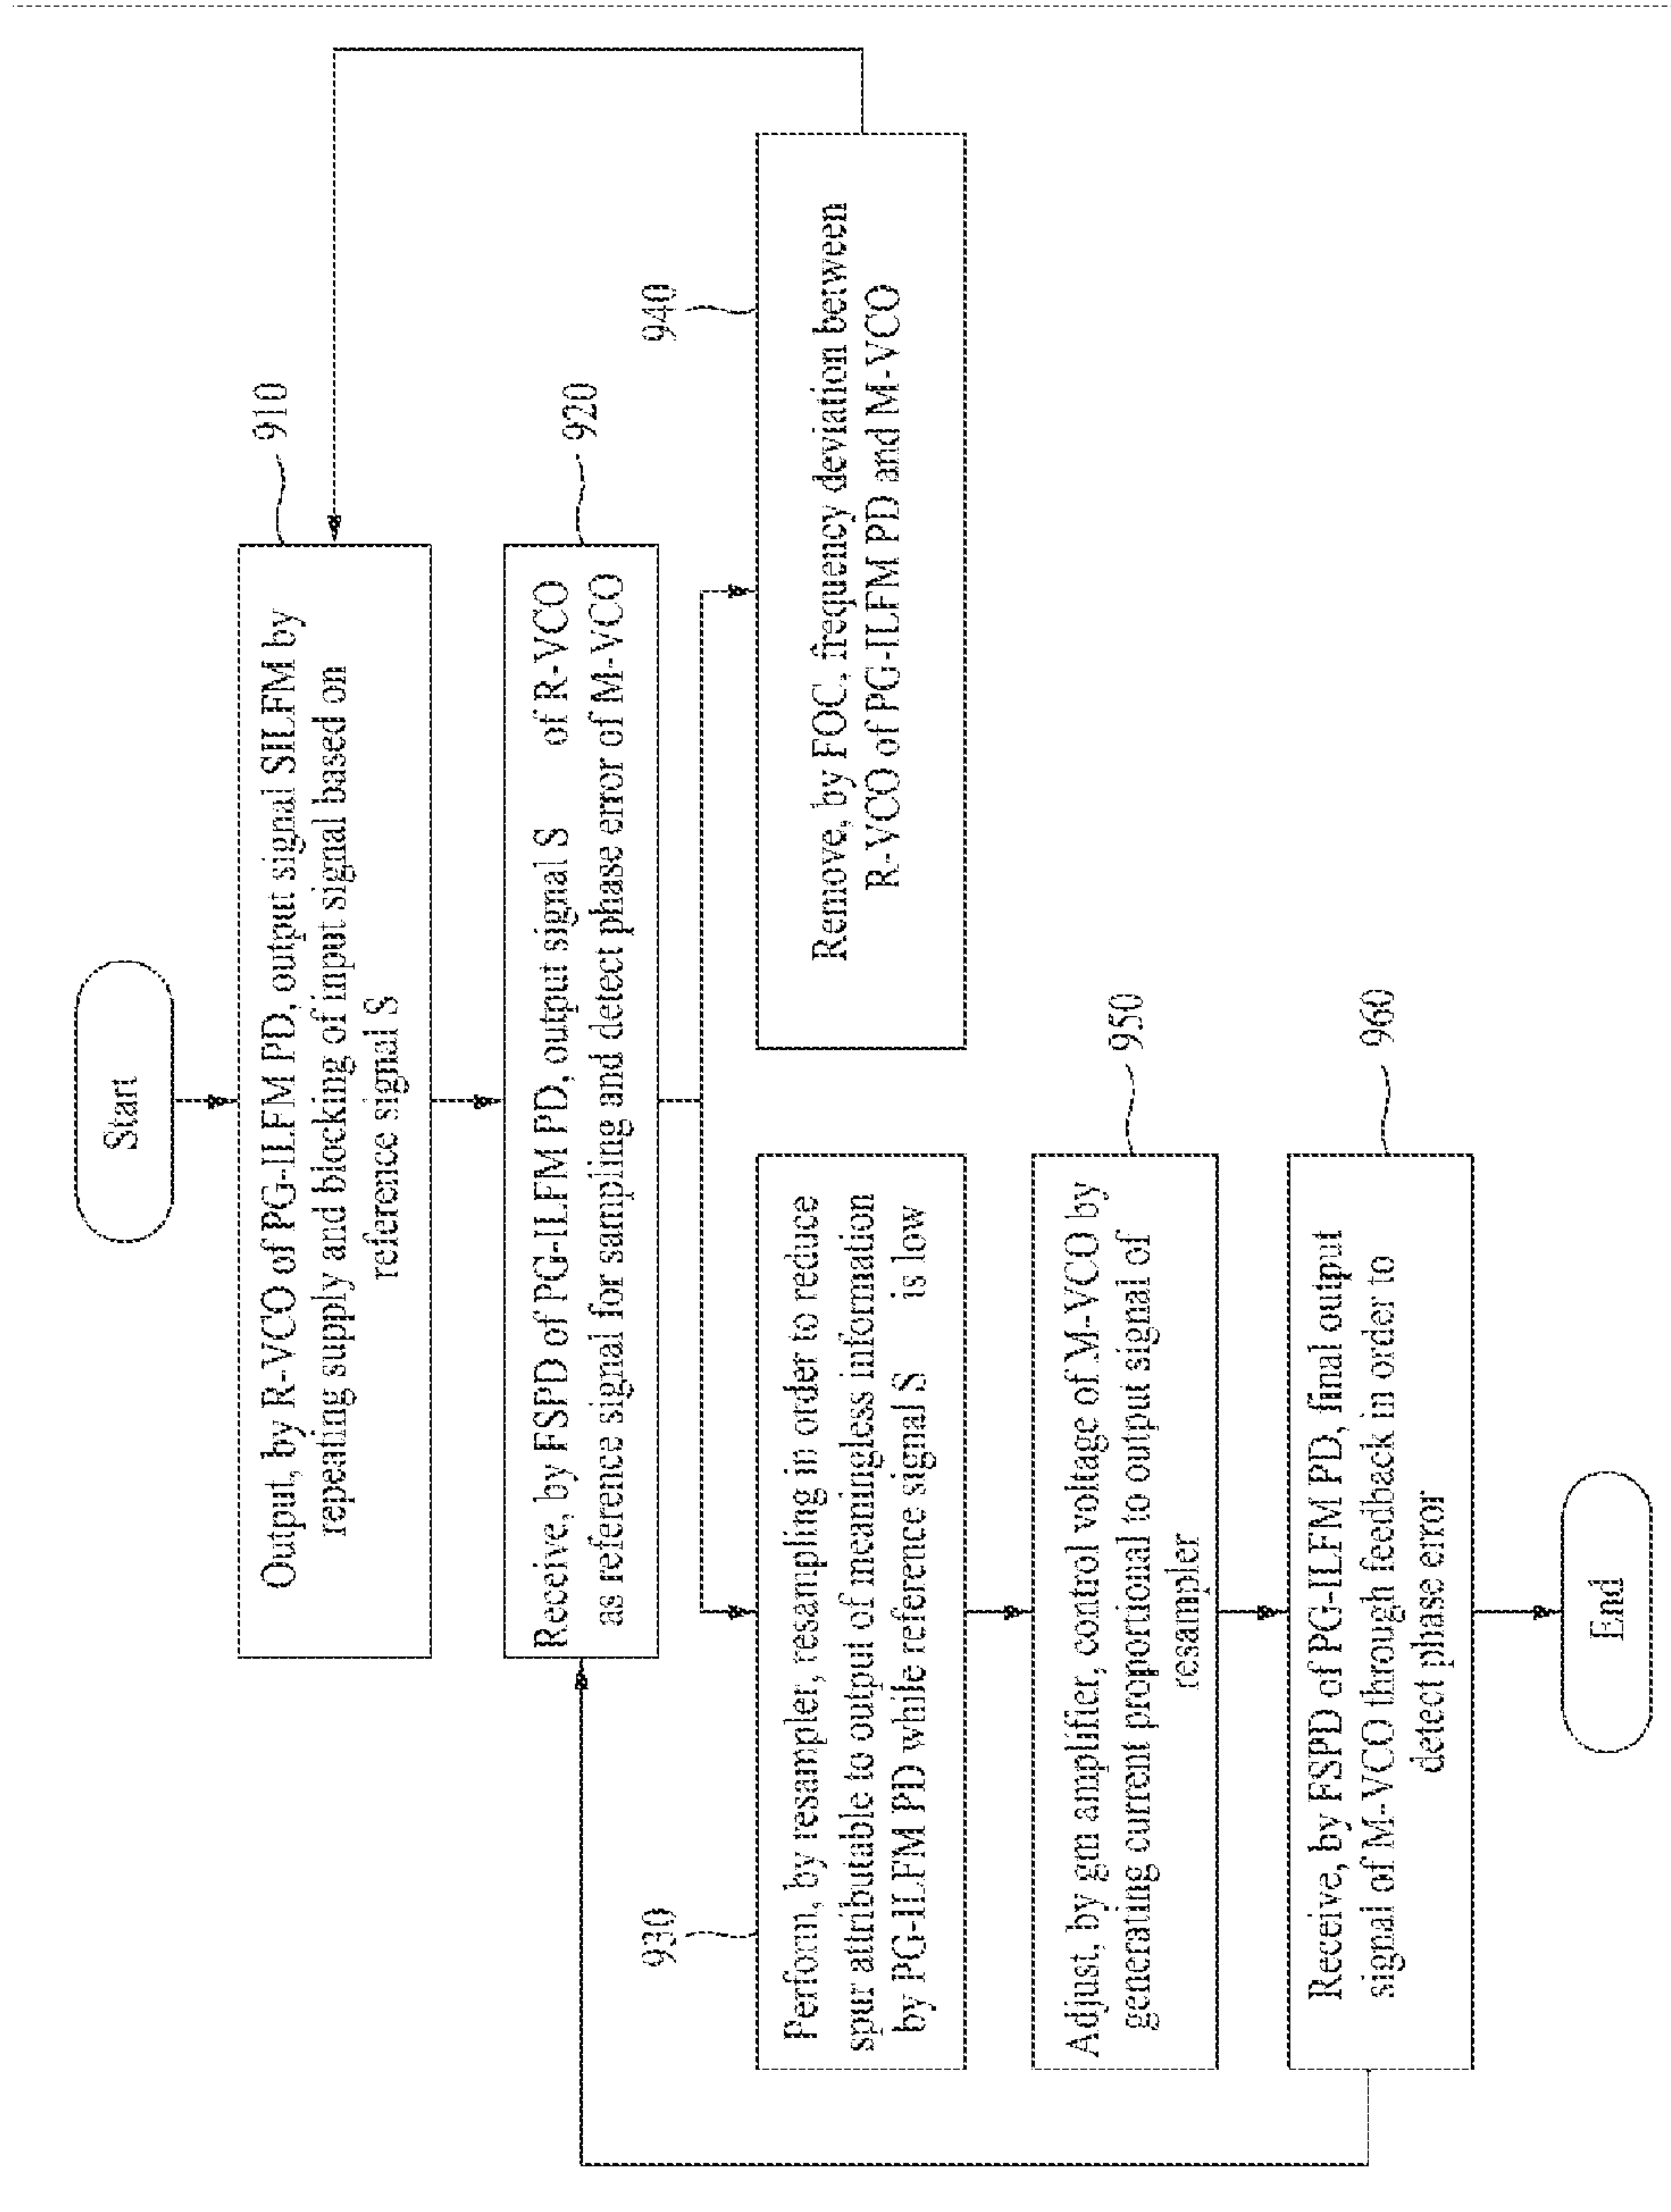 Start
910
Output, by R-VCO of PG-ILFM PD, output signal SILFM by
repeating supply and blocking of input signal based on
reference signal S
920
Receive, by FSPD of PG-ILFM PD, output signal S of R-VCO
as reference signal for sampling and detect phase error of M-VCO
930
Perform, by resampler, resampling in order to reduce
spur attributable to output of meaningless information
by PG-ILFM PD while reference signal S is low
940
Remove, by FOC, frequency deviation between
R-VCO of PG-ILFM PD and M-VCO
950
Adjust, by gm amplifier, control voltage of M-VCO by
generating current proportional to output signal of
resampler
960
Receive, by FSPD of PG-ILFM PD, final output
signal of M-VCO through feedback in order to
detect phase error
End